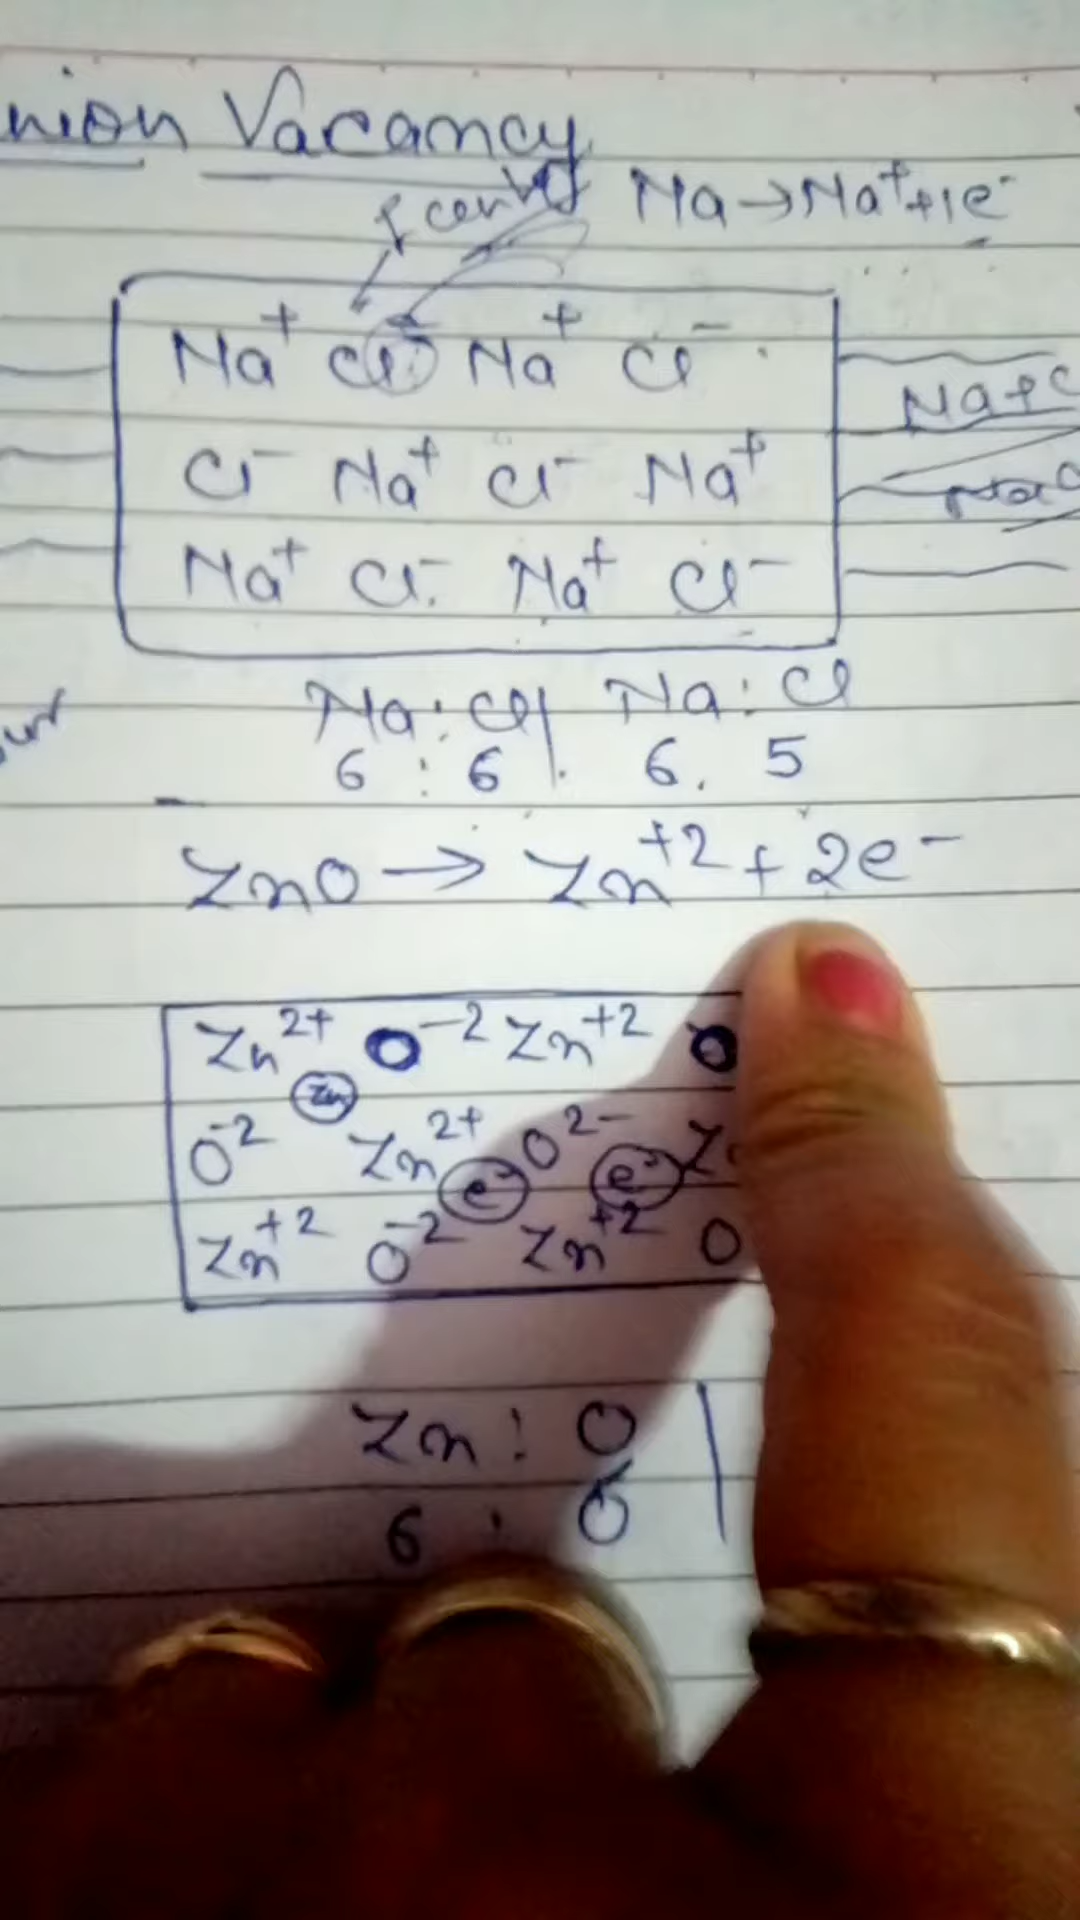 nion Vacancy
Na → Na⁺ + 1e⁻
Na⁺ Cl⁻ Na⁺ Cl⁻
Cl⁻ Na⁺ Cl⁻ Na⁺
Na⁺ Cl⁻ Na⁺ Cl⁻
Na : Cl | Na : Cl
6 : 6 | 6. 5
ZnO → Zn⁺² + 2e⁻
Zn²⁺ O⁻² Zn⁺² O
Zn
O⁻² Zn²⁺ O²⁻ Z
e⁻ e⁻
Zn⁺² O⁻² Zn⁺² O
Zn : O
6 : 6